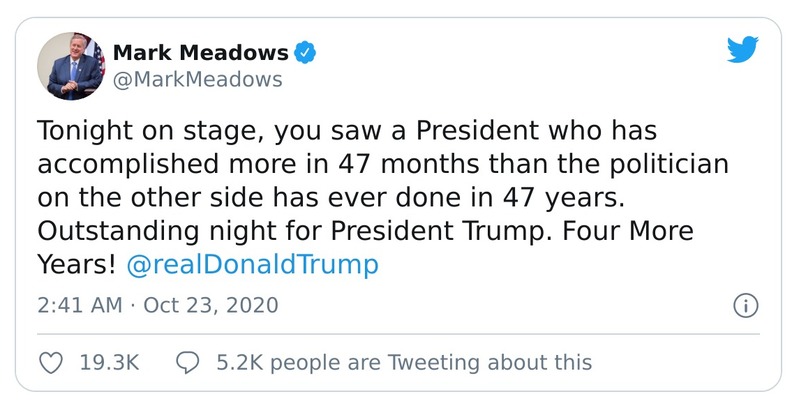 Mark Meadows
@MarkMeadows
Tonight on stage, you saw a President who has
accomplished more in 47 months than the politician
on the other side has ever done in 47 years.
Outstanding night for President Trump. Four More
Years! @realDonaldTrump
2:41 AM · Oct 23, 2020
19.3K 5.2K people are Tweeting about this